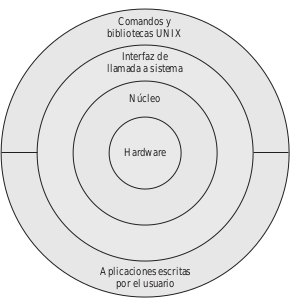 Comandos y
bibliotecas UNIX
Interfaz de
llamada a sistema
Núcleo
Hardware
Aplicaciones escritas
por el usuario